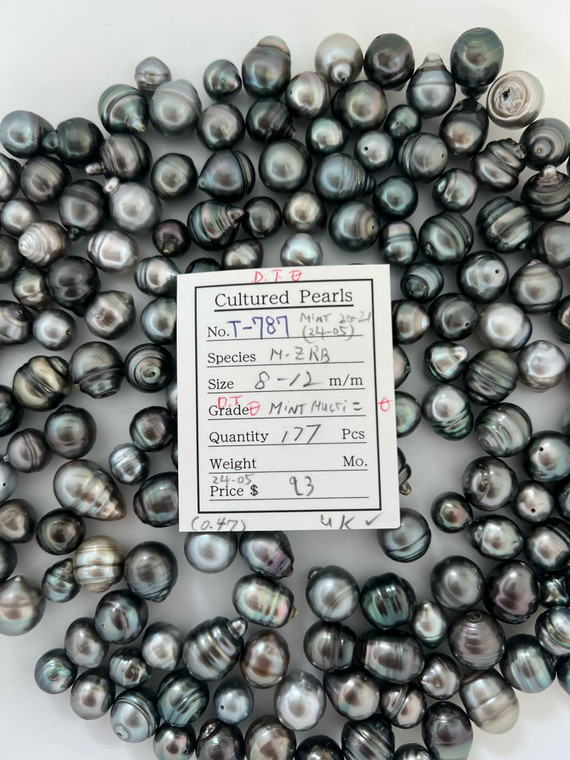 D.T.
Cultured Pearls
No. T-787 MINT 20-21
(24-05)
Species M-ZRB
Size 8-12 m/m
D.T
Grade MINT MULTI =
Quantity 177 Pcs
Weight Mo.
24-05
Price $ 93
(0.47) UK ✓